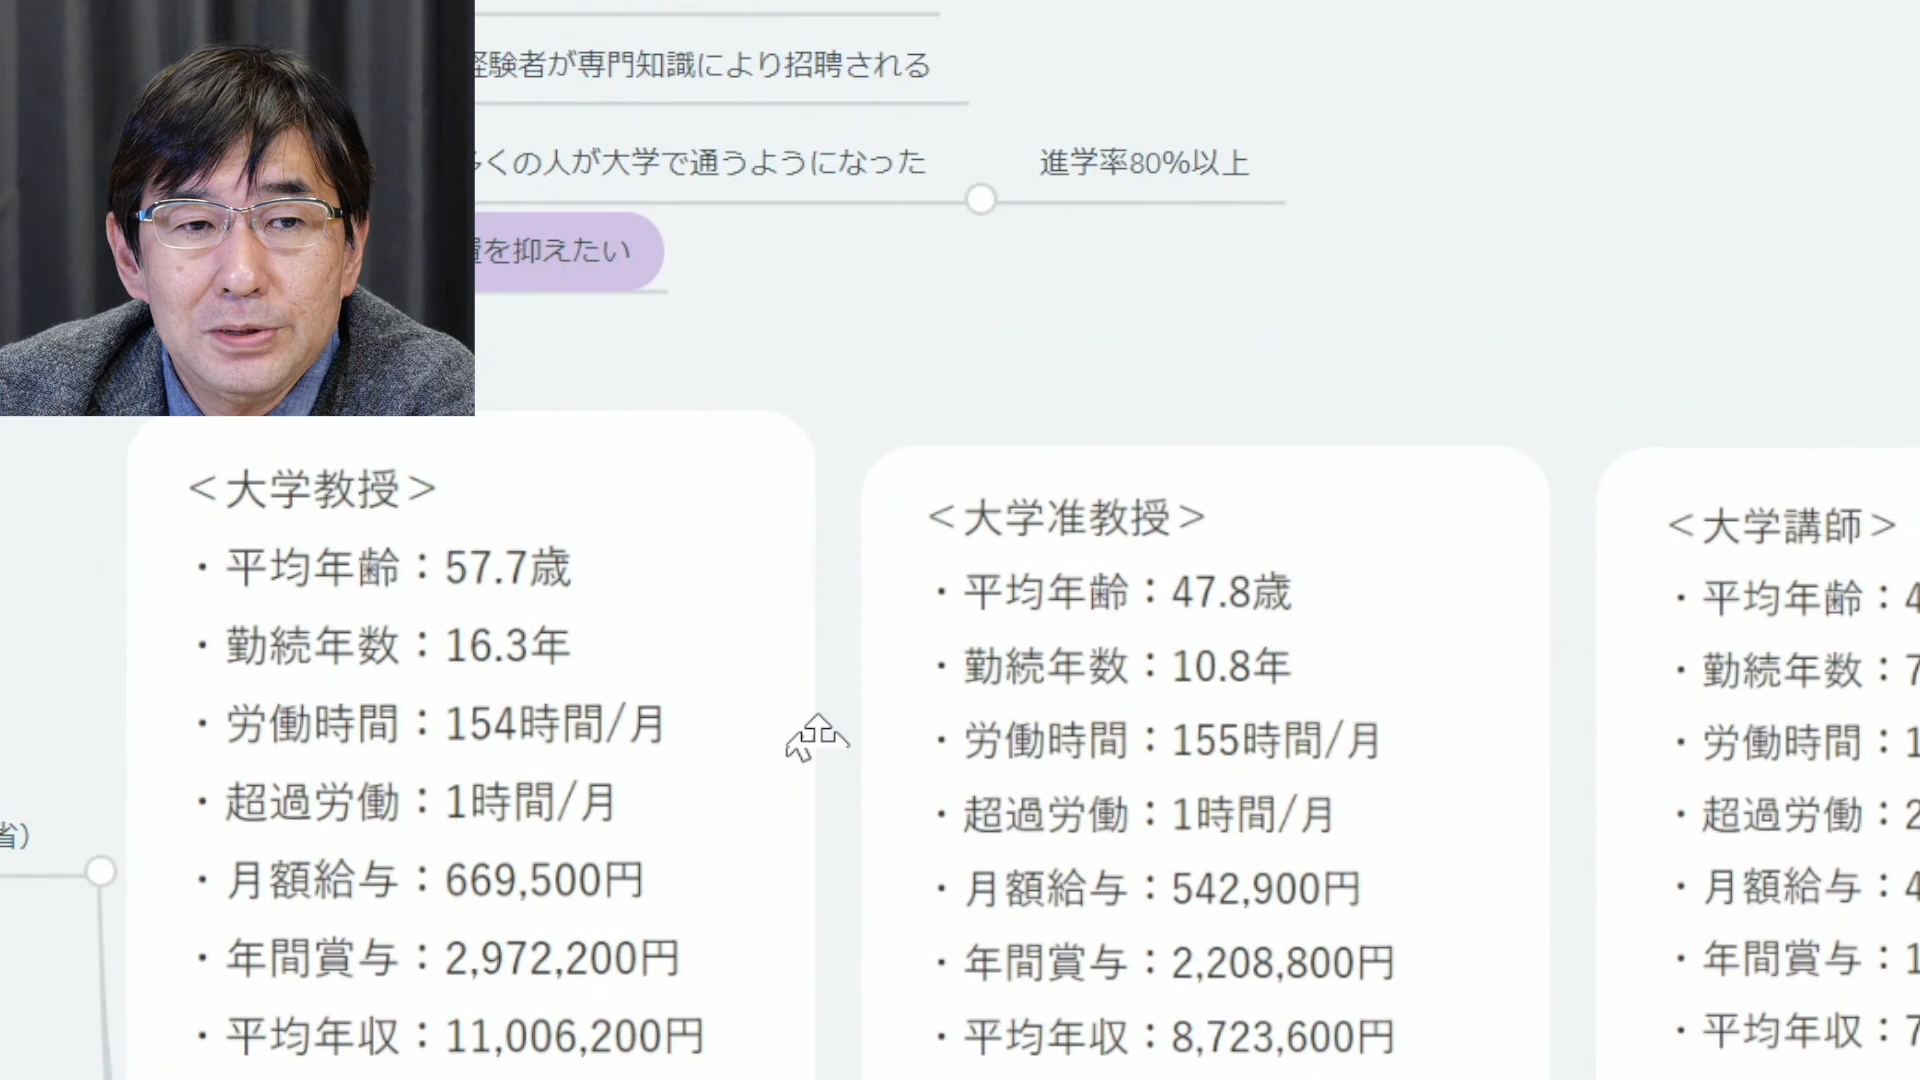 経験者が専門知識により招聘される
多くの人が大学で通うようになった
進学率80%以上
を抑えたい
省）
＜大学教授＞
・平均年齢：57.7歳
・勤続年数：16.3年
・労働時間：154時間/月
・超過労働：1時間/月
・月額給与：669,500円
・年間賞与：2,972,200円
・平均年収：11,006,200円
＜大学准教授＞
・平均年齢：47.8歳
・勤続年数：10.8年
・労働時間：155時間/月
・超過労働：1時間/月
・月額給与：542,900円
・年間賞与：2,208,800円
・平均年収：8,723,600円
＜大学講師＞
・平均年齢：4
・勤続年数：7
・労働時間：1
・超過労働：2
・月額給与：4
・年間賞与：1
・平均年収：7